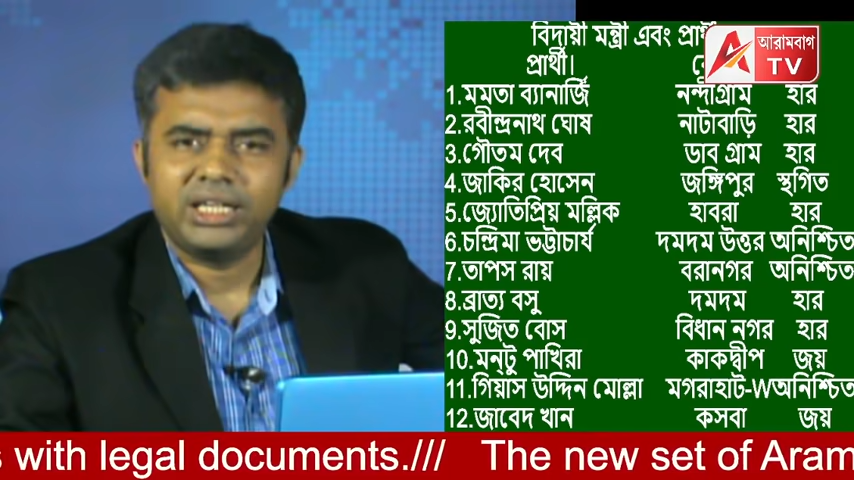 বিদায়ী মন্ত্রী এবং প্রার্থী
আরামবাগ
TV
প্রার্থী।
1.মমতা ব্যানার্জি নন্দীগ্রাম হার
2.রবীন্দ্রনাথ ঘোষ নাটাবাড়ি হার
3.গৌতম দেব ডাব গ্রাম হার
4.জাকির হোসেন জঙ্গিপুর স্থগিত
5.জ্যোতিপ্রিয় মল্লিক হাবরা হার
6.চন্দ্রিমা ভট্টাচার্য দমদম উত্তর অনিশ্চিত
7.তাপস রায় বরানগর অনিশ্চিত
8.ব্রাত্য বসু দমদম হার
9.সুজিত বোস বিধান নগর হার
10.মন্টু পাখিরা কাকদ্বীপ জয়
11.গিয়াস উদ্দিন মোল্লা মগরাহাট-Wঅনিশ্চিত
12.জাবেদ খান কসবা জয়
s with legal documents./// The new set of Aram